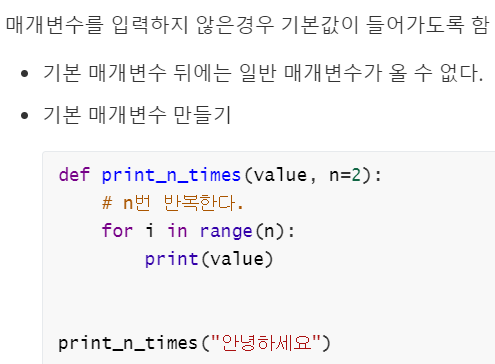 매개변수를 입력하지 않은경우 기본값이 들어가도록 함
• 기본 매개변수 뒤에는 일반 매개변수가 올 수 없다.
• 기본 매개변수 만들기
def print_n_times(value, n=2):
    # n번 반복한다.
    for i in range(n):
        print(value)
print_n_times("안녕하세요")